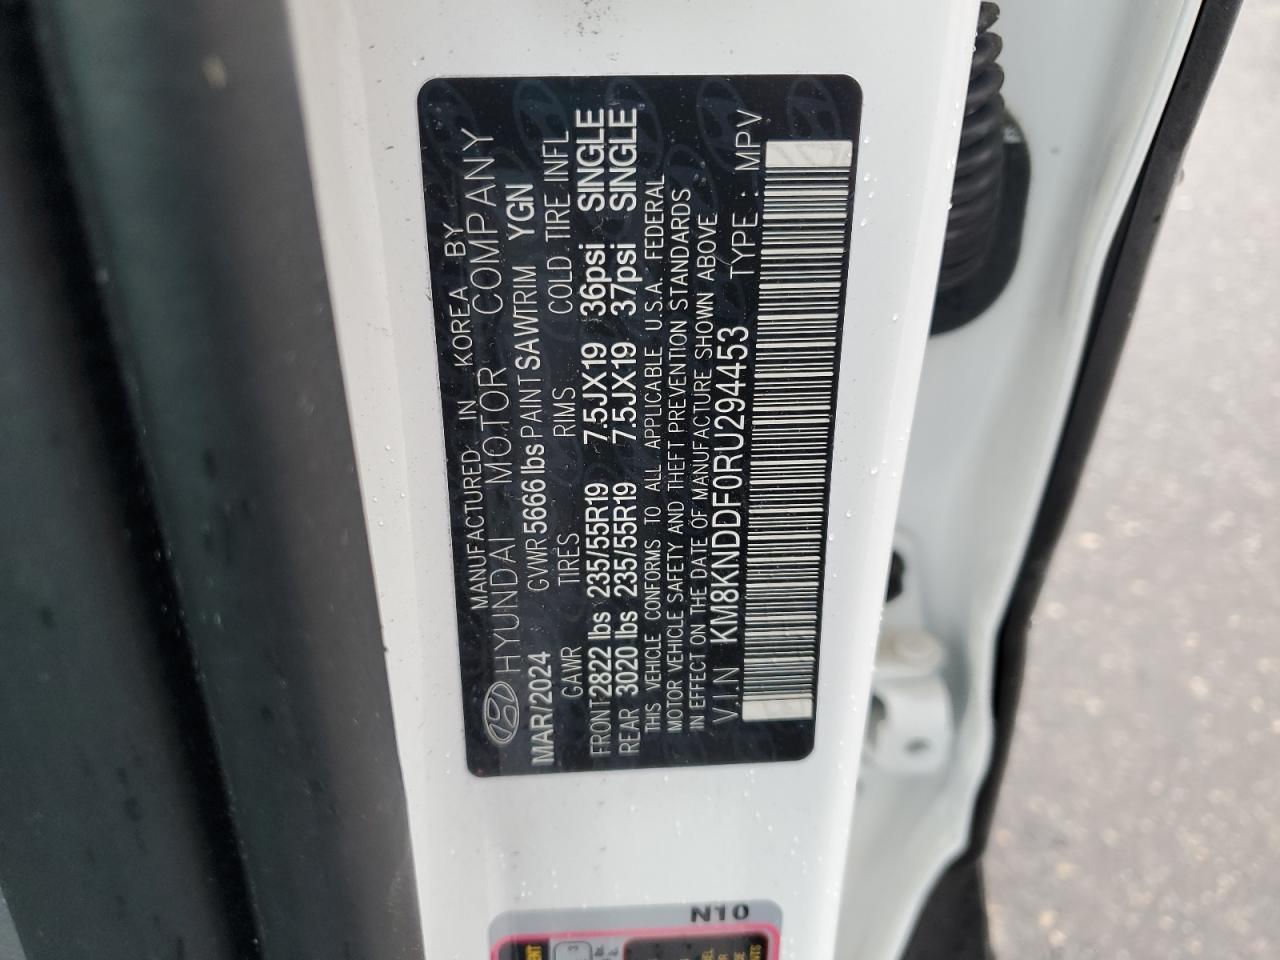 MANUFACTURED IN KOREA BY
HYUNDAI MOTOR COMPANY
MAR/2024 GVWR 5666 lbs PAINT SAW TRIM YGN
GAWR TIRES RIMS COLD TIRE INFL
FRONT 2822 lbs 235/55R19 7.5JX19 36psi SINGLE
REAR 3020 lbs 235/55R19 7.5JX19 37psi SINGLE
THIS VEHICLE CONFORMS TO ALL APPLICABLE U.S.A. FEDERAL
MOTOR VEHICLE SAFETY AND THEFT PREVENTION STANDARDS
IN EFFECT ON THE DATE OF MANUFACTURE SHOWN ABOVE
V.I.N KM8KNDDF0RU294453 TYPE : MPV
N10